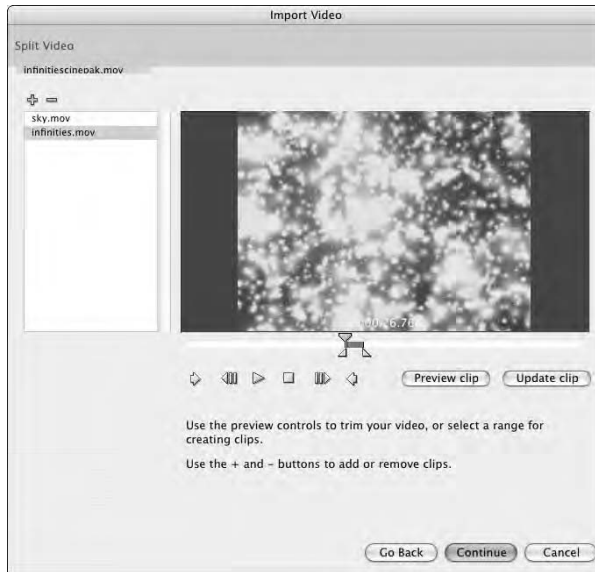 Import Video
Split Video
infinitiescinepak.mov
sky.mov
infinities.mov
Preview clip
Update clip
Use the preview controls to trim your video, or select a range for
creating clips.
Use the + and – buttons to add or remove clips.
Go Back
Continue
Cancel